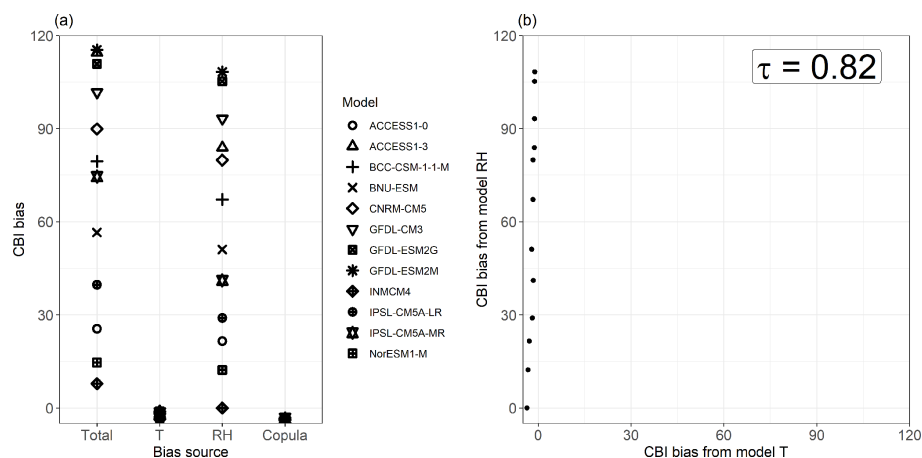 (a)
120
90
60
30
0
CBI bias
Total T RH Copula
Bias source
Model
ACCESS1-0
ACCESS1-3
BCC-CSM-1-1-M
BNU-ESM
CNRM-CM5
GFDL-CM3
GFDL-ESM2G
GFDL-ESM2M
INMCM4
IPSL-CM5A-LR
IPSL-CM5A-MR
NorESM1-M
(b)
τ = 0.82
120
90
60
30
0
CBI bias from model RH
0 30 60 90 120
CBI bias from model T